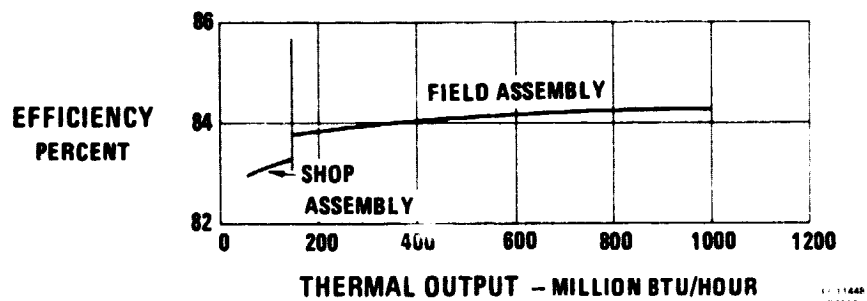 86
FIELD ASSEMBLY
EFFICIENCY
PERCENT
84
SHOP
ASSEMBLY
82
0 200 400 600 800 1000 1200
THERMAL OUTPUT – MILLION BTU/HOUR